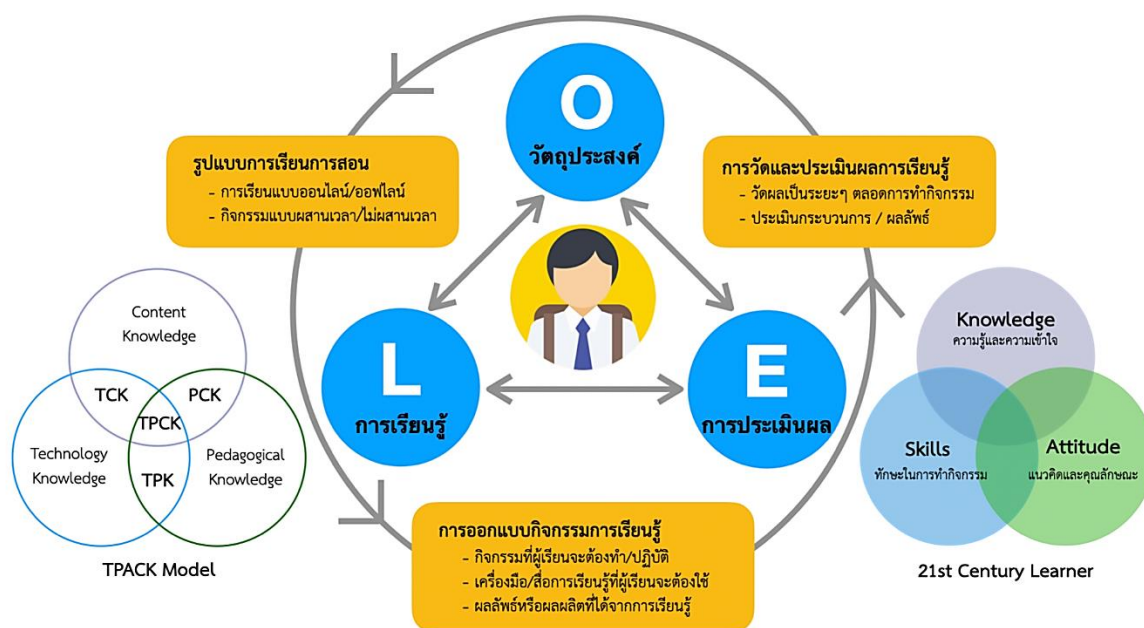 O
วัตถุประสงค์
รูปแบบการเรียนการสอน
- การเรียนแบบออนไลน์/ออฟไลน์
- กิจกรรมแบบผสานเวลา/ไม่ผสานเวลา
การวัดและประเมินผลการเรียนรู้
- วัดผลเป็นระยะๆ ตลอดการทำกิจกรรม
- ประเมินกระบวนการ / ผลลัพธ์
L
การเรียนรู้
E
การประเมินผล
Content
Knowledge
TCK
PCK
TPCK
Technology
Knowledge
TPK
Pedagogical
Knowledge
TPACK Model
Knowledge
ความรู้และความเข้าใจ
Skills
ทักษะในการทำกิจกรรม
Attitude
แนวคิดและคุณลักษณะ
21st Century Learner
การออกแบบกิจกรรมการเรียนรู้
- กิจกรรมที่ผู้เรียนจะต้องทำ/ปฏิบัติ
- เครื่องมือ/สื่อการเรียนรู้ที่ผู้เรียนจะต้องใช้
- ผลลัพธ์หรือผลผลิตที่ได้จากการเรียนรู้